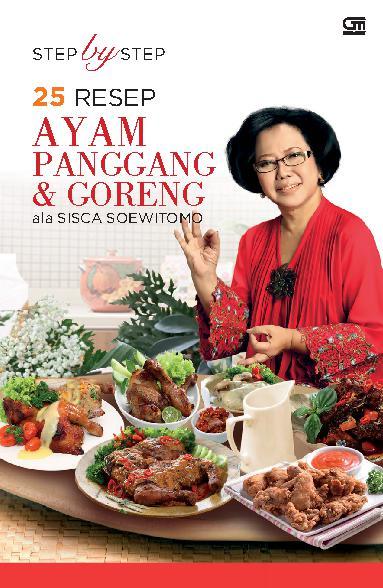 STEP by STEP
25 RESEP
AYAM
PANGGANG
& GORENG
ala SISCA SOEWITOMO